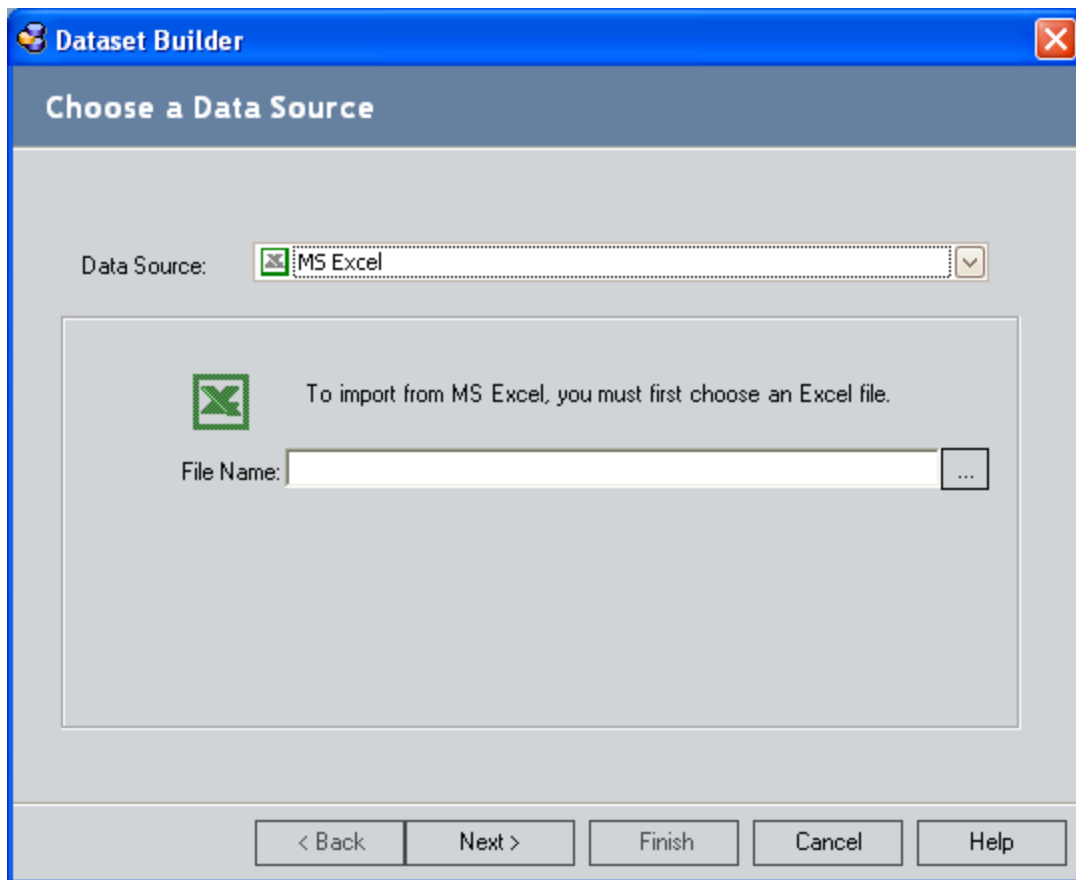 Dataset Builder
Choose a Data Source
Data Source: MS Excel
To import from MS Excel, you must first choose an Excel file.
File Name: ...
< Back Next > Finish Cancel Help